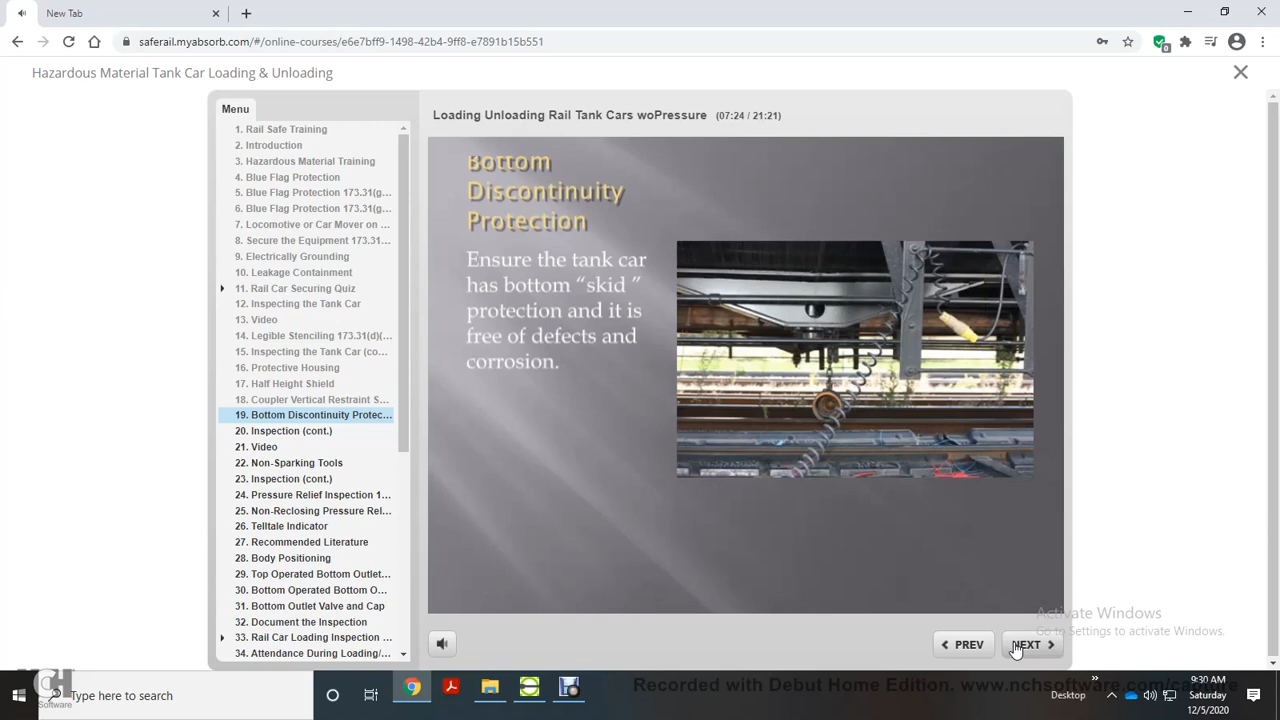 New Tab
saferail.myabsorb.com/#/online-courses/e6e7bff9-1498-42b4-9ff8-e7891b15b551
0
Hazardous Material Tank Car Loading & Unloading
Menu
1. Rail Safe Training
2. Introduction
3. Hazardous Material Training
4. Blue Flag Protection
5. Blue Flag Protection 173.31(g...
6. Blue Flag Protection 173.31(g...
7. Locomotive or Car Mover on ...
8. Secure the Equipment 173.31...
9. Electrically Grounding
10. Leakage Containment
11. Rail Car Securing Quiz
12. Inspecting the Tank Car
13. Video
14. Legible Stenciling 173.31(d)(...
15. Inspecting the Tank Car (co...
16. Protective Housing
17. Half Height Shield
18. Coupler Vertical Restraint S...
19. Bottom Discontinuity Protec...
20. Inspection (cont.)
21. Video
22. Non-Sparking Tools
23. Inspection (cont.)
24. Pressure Relief Inspection 1...
25. Non-Reclosing Pressure Rel...
26. Telltale Indicator
27. Recommended Literature
28. Body Positioning
29. Top Operated Bottom Outlet...
30. Bottom Operated Bottom O...
31. Bottom Outlet Valve and Cap
32. Document the Inspection
33. Rail Car Loading Inspection ...
34. Attendance During Loading/...
Loading Unloading Rail Tank Cars woPressure (07:24 / 21:21)
Bottom
Discontinuity
Protection
Ensure the tank car
has bottom “skid ”
protection and it is
free of defects and
corrosion.
PREV
NEXT
Activate Windows
Go to Settings to activate Windows.
NCH
Software
Type here to search
Recorded with Debut Home Edition. www.nchsoftware.com/capture
Desktop
9:30 AM
Saturday
12/5/2020